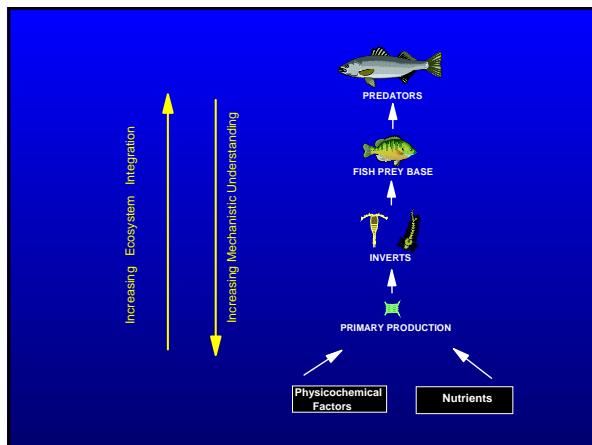 PREDATORS
FISH PREY BASE
INVERTS
PRIMARY PRODUCTION
Physicochemical
Factors
Nutrients
Increasing Ecosystem Integration
Increasing Mechanistic Understanding